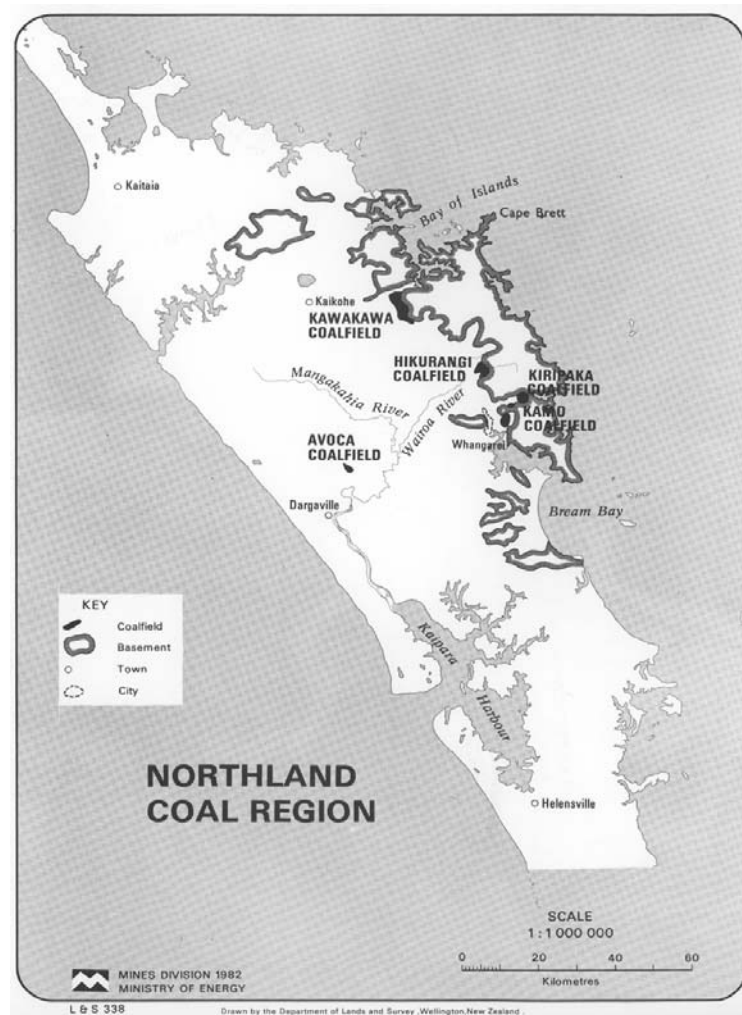 Kaitaia
Bay of Islands
Cape Brett
Kaikohe
KAWAKAWA
COALFIELD
HIKURANGI
COALFIELD
KIRIPAKA
COALFIELD
KAMO
COALFIELD
Mangakahia River
Wairoa River
Whangarei
AVOCA
COALFIELD
Dargaville
Bream Bay
KEY
Coalfield
Basement
Town
City
Kaipara
Harbour
NORTHLAND
COAL REGION
Helensville
SCALE
1:1 000 000
0 20 40 60
Kilometres
MINES DIVISION 1982
MINISTRY OF ENERGY
L & S 338
Drawn by the Department of Lands and Survey, Wellington, New Zealand.